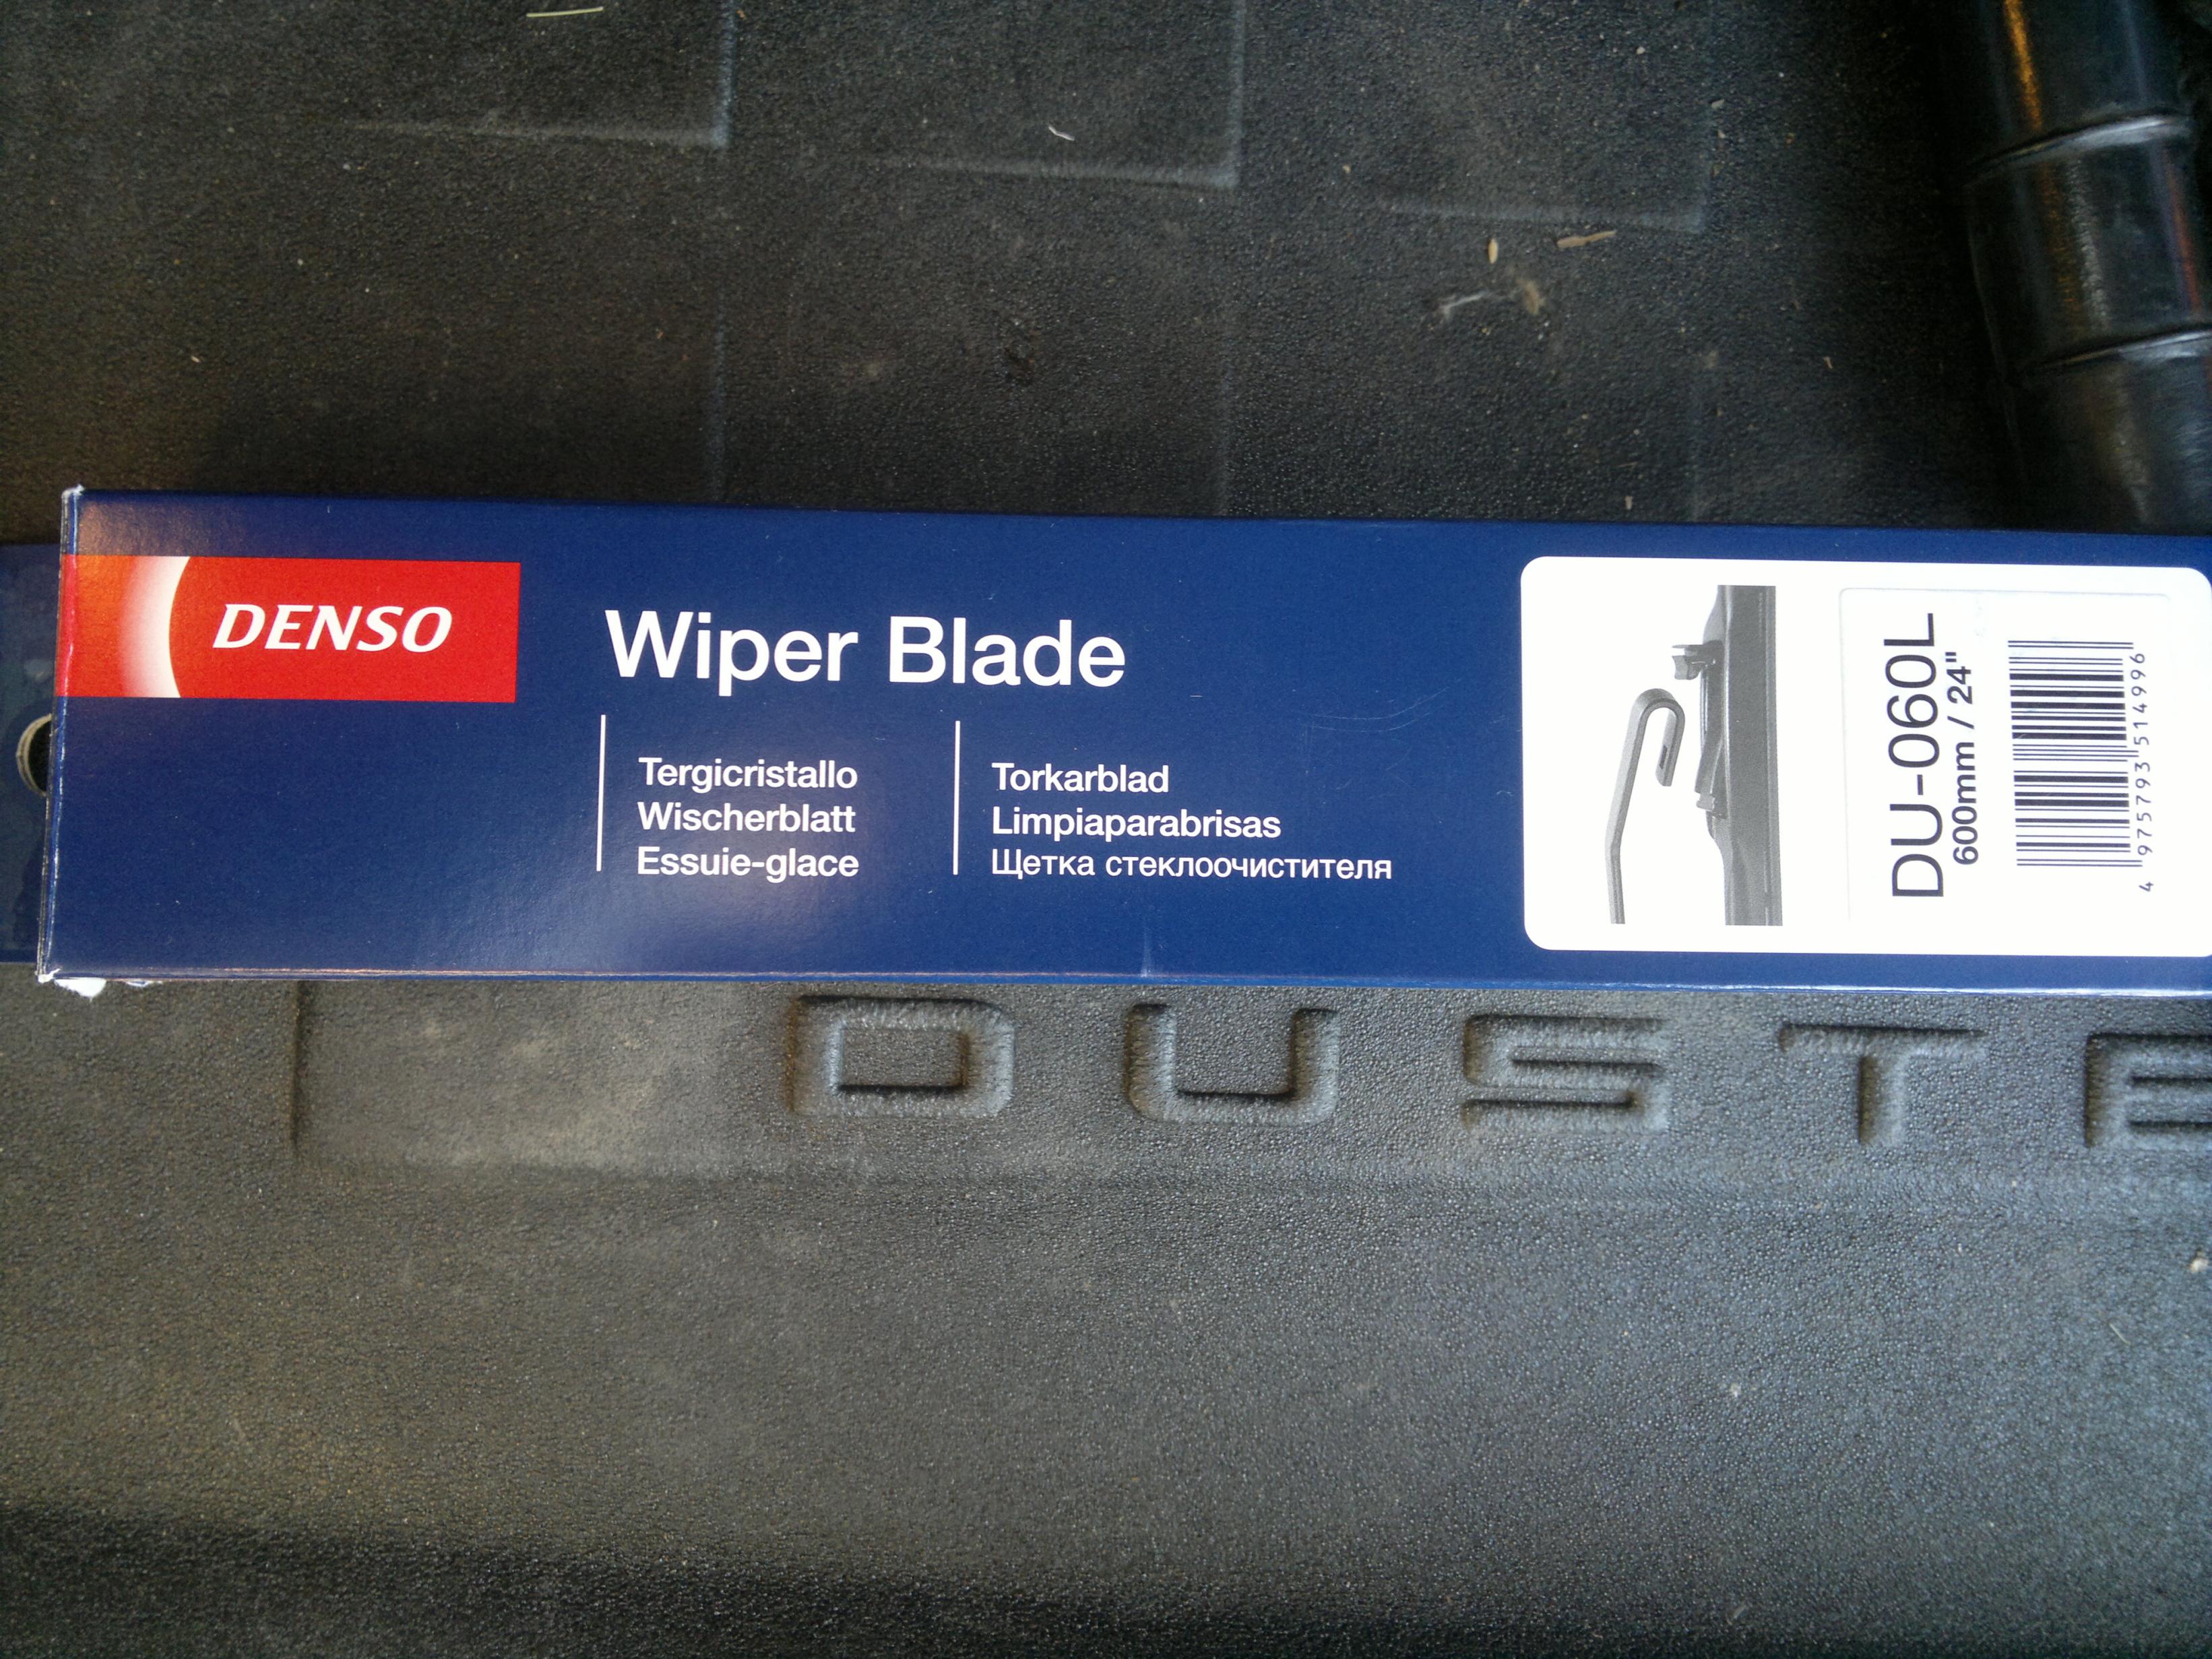 DENSO
Wiper Blade
Tergicristallo
Wischerblatt
Essuie-glace
Torkarblad
Limpiaparabrisas
Щетка стеклоочистителя
DU-060L
600mm / 24"
4 975793 514996
DUSTE